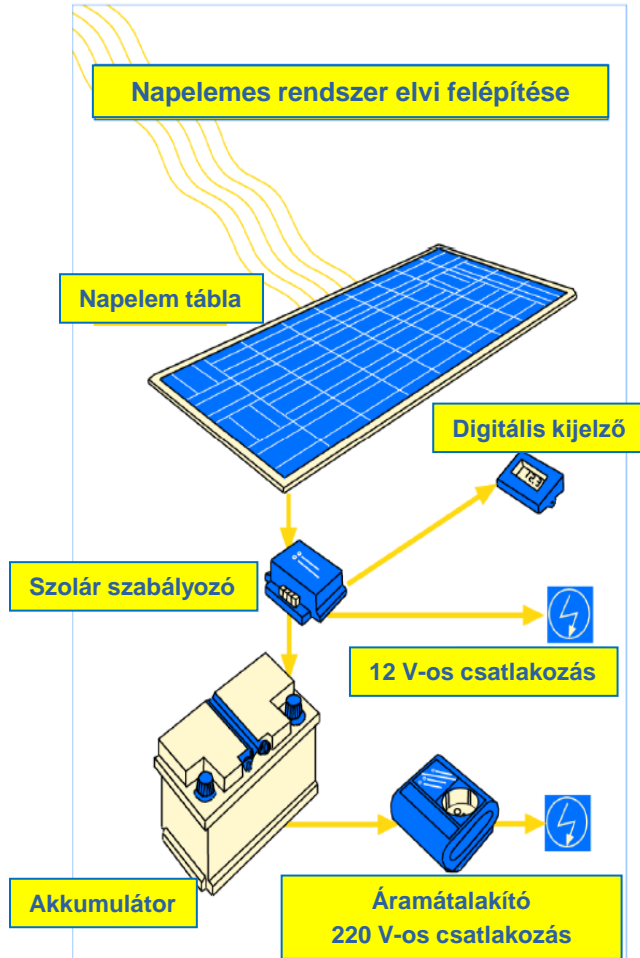 Napelemes rendszer elvi felépítése
Napelem tábla
Digitális kijelző
Szolár szabályozó
12 V-os csatlakozás
Akkumulátor
Áramátalakító
220 V-os csatlakozás